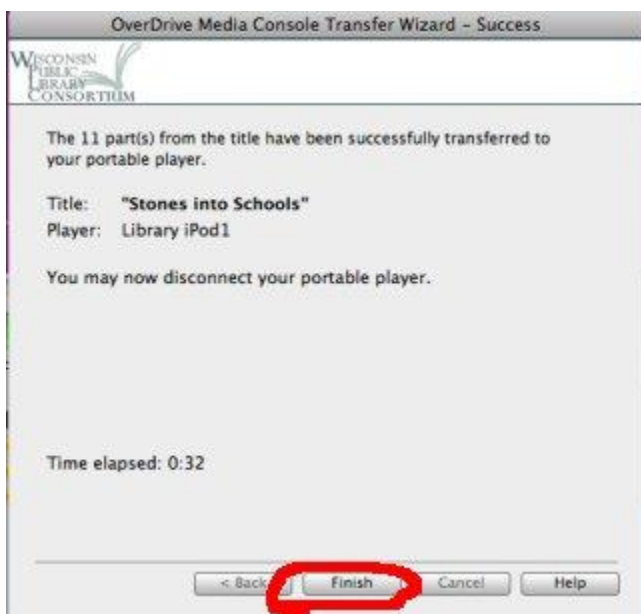 OverDrive Media Console Transfer Wizard – Success
WISCONSIN
PUBLIC
LIBRARY
CONSORTIUM
The 11 part(s) from the title have been successfully transferred to
your portable player.
Title: "Stones into Schools"
Player: Library iPod1
You may now disconnect your portable player.
Time elapsed: 0:32
< Back Finish Cancel Help